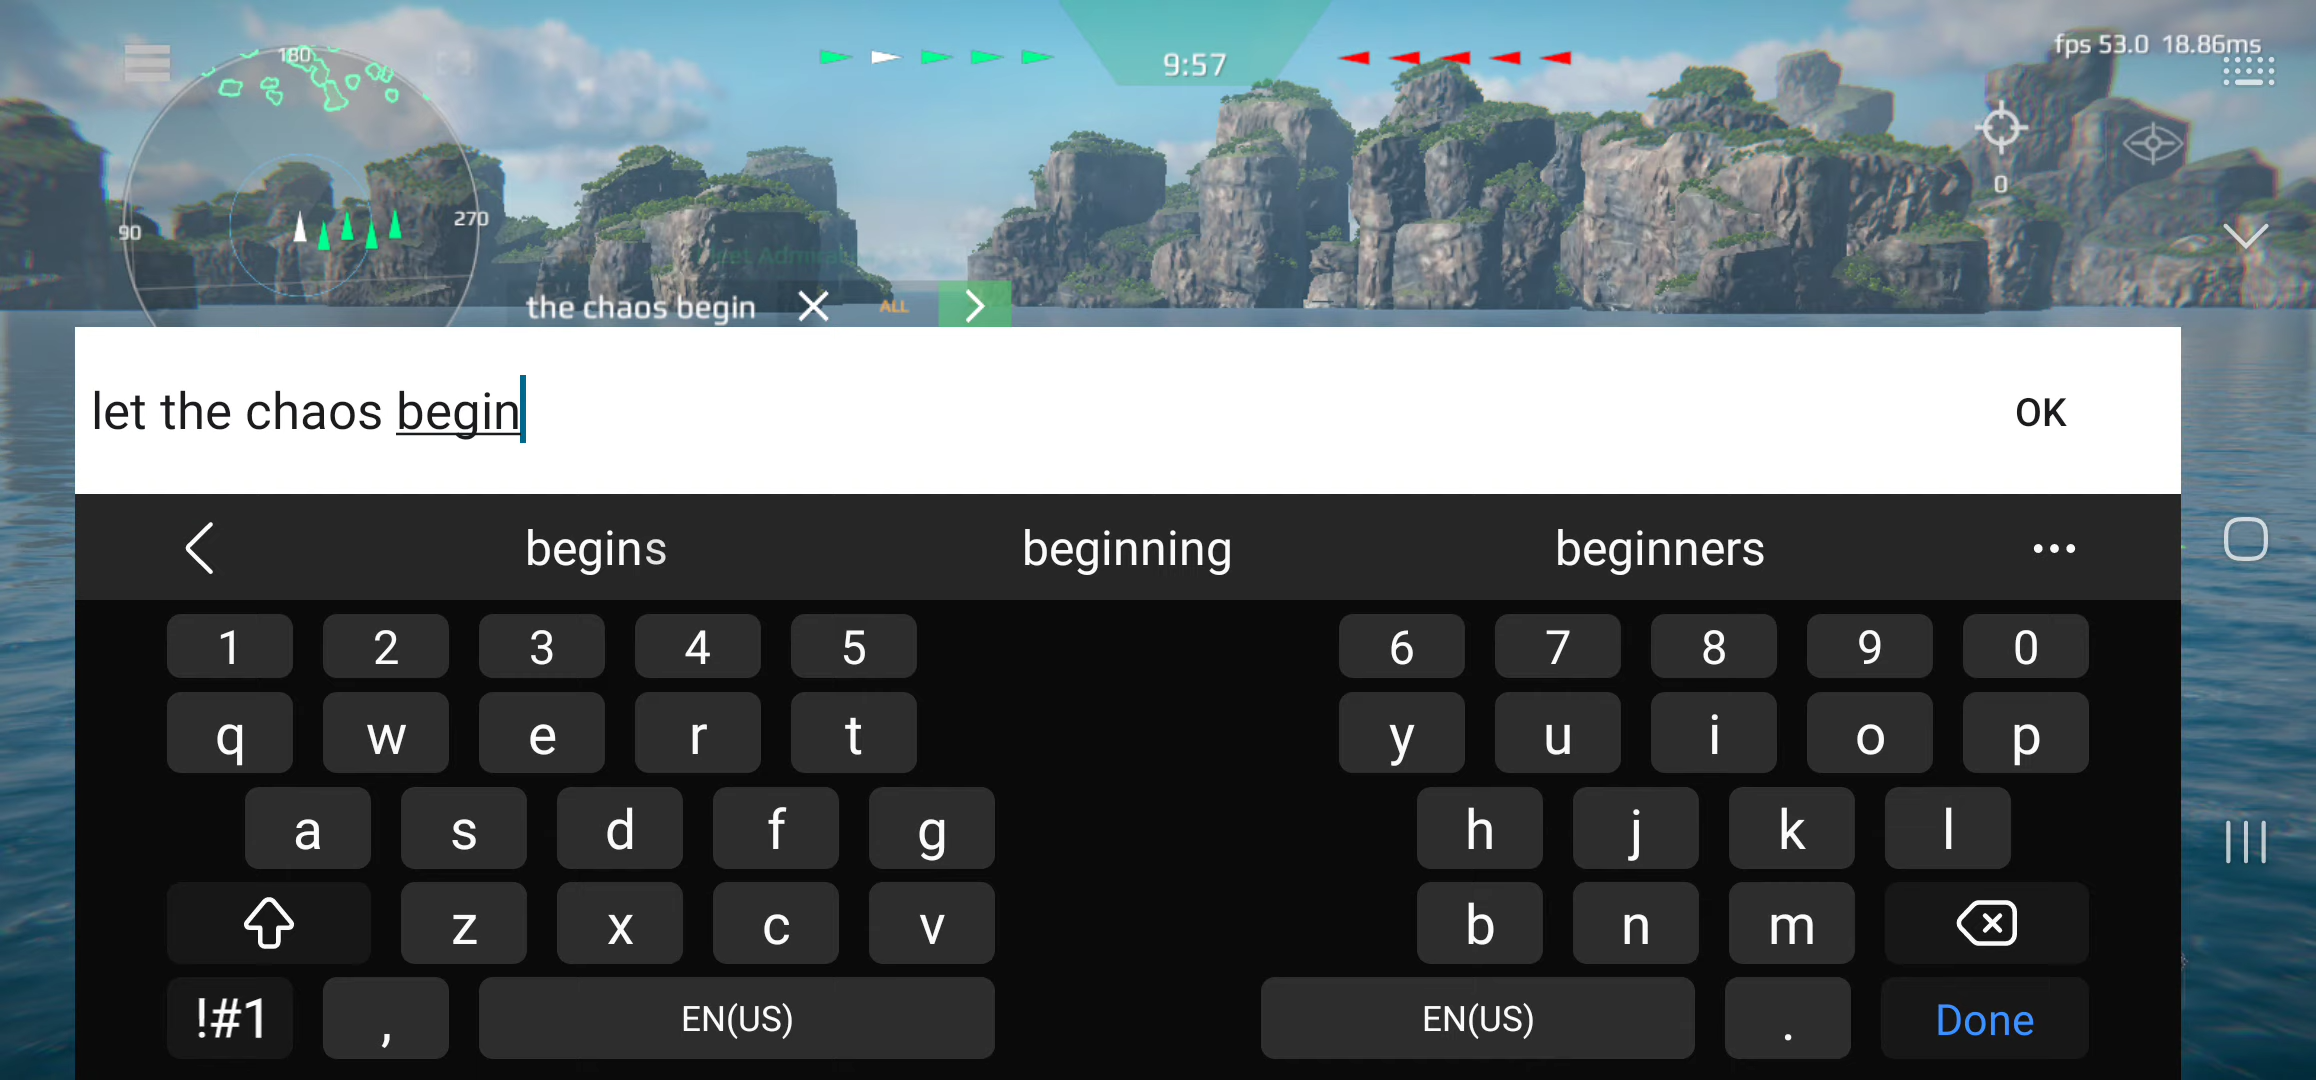 180
9:57
fps 53.0 18.86ms
90
270
0
the chaos begin
ALL
let the chaos begin
OK
begins
beginning
beginners
1 2 3 4 5 6 7 8 9 0
q w e r t y u i o p
a s d f g h j k l
z x c v b n m
!#1 , EN(US) EN(US) . Done